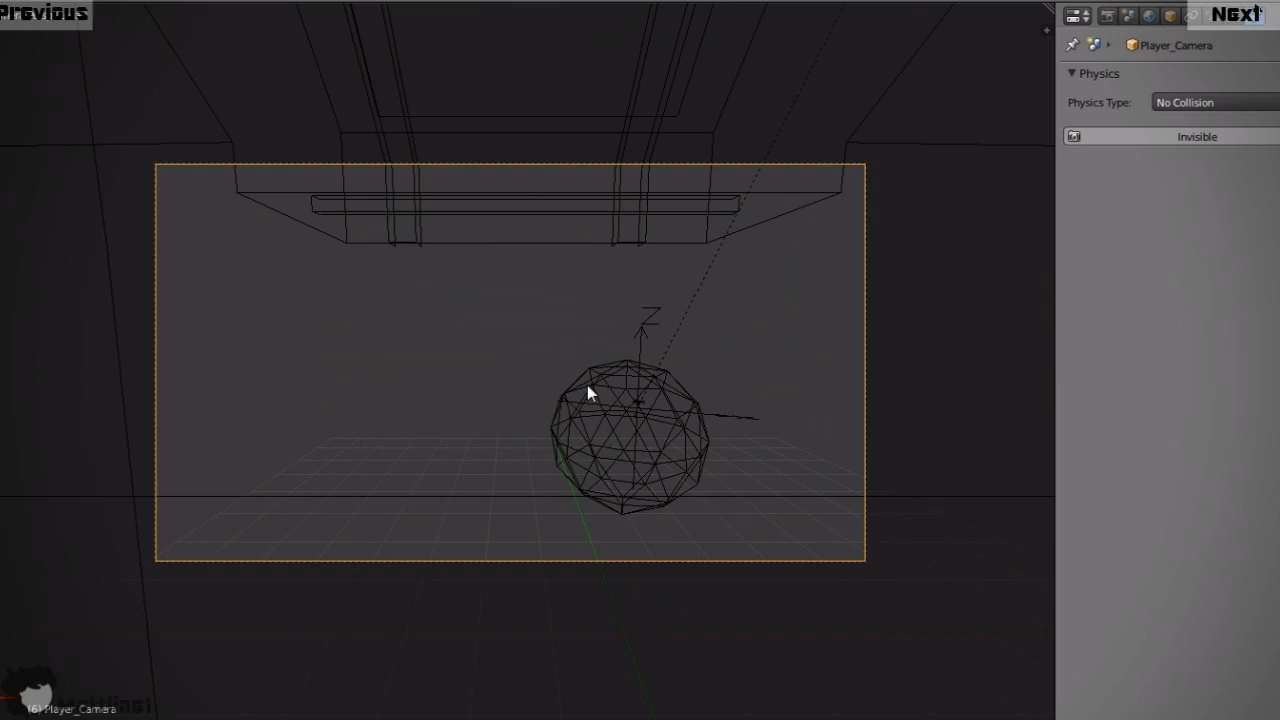 Previous
Next
Player_Camera
Physics
Physics Type: No Collision
Invisible
Z
(6) Player_Camera